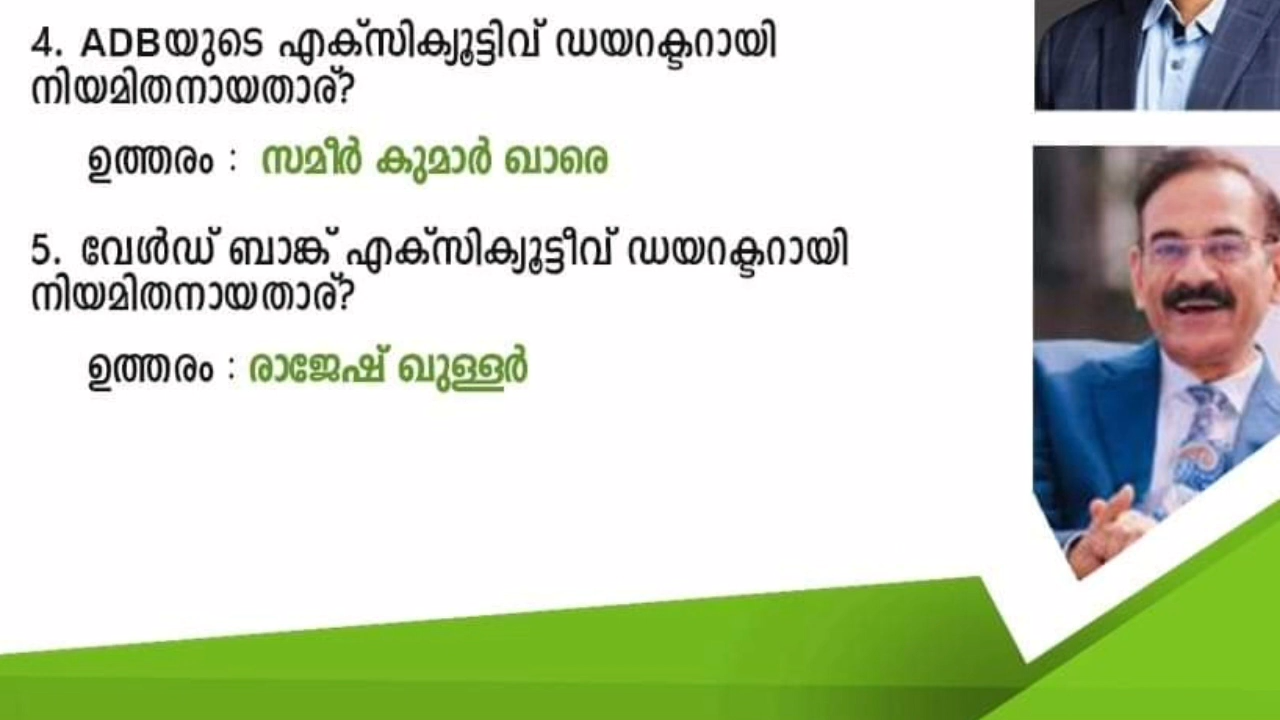 4. ADBയുടെ എക്സിക്യൂട്ടിവ് ഡയറക്ടറായി
നിയമിതനായതാര്?
ഉത്തരം : സമീർ കുമാർ ഖാരെ
5. വേൾഡ് ബാങ്ക് എക്സിക്യൂട്ടീവ് ഡയറക്ടറായി
നിയമിതനായതാര്?
ഉത്തരം : രാജേഷ് ഖുള്ളർ